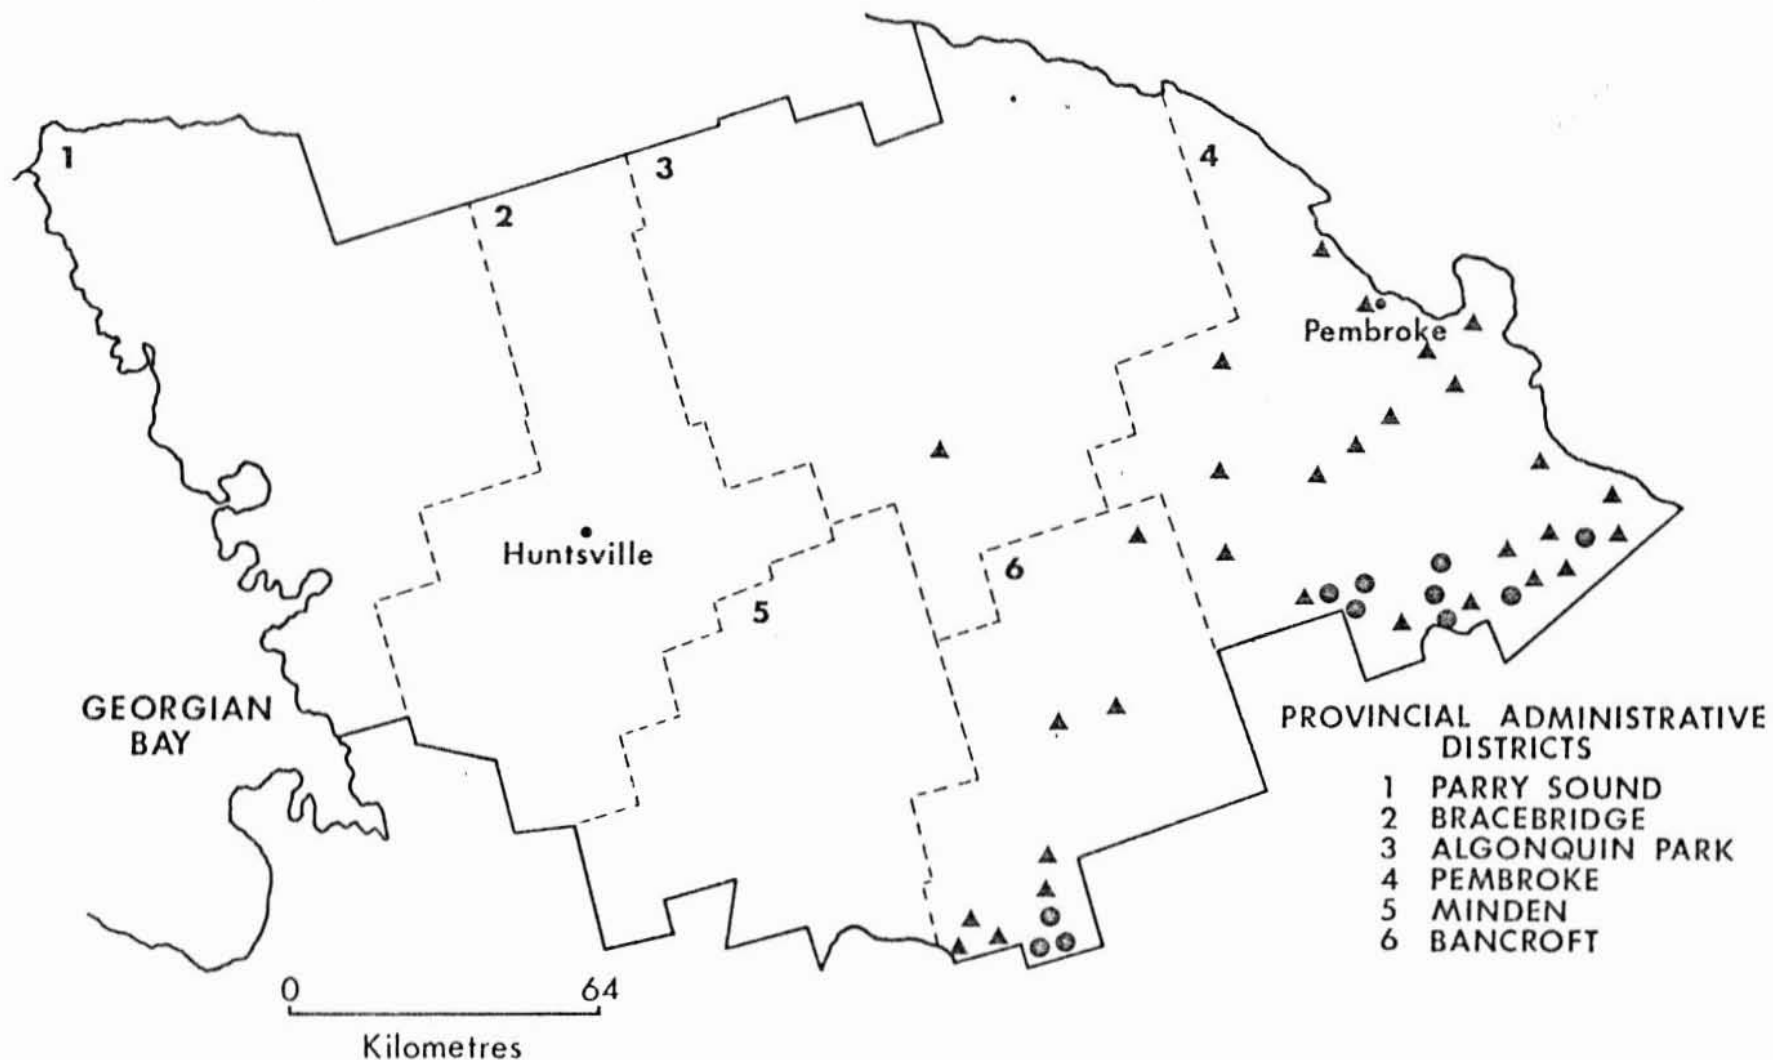 1
2
3
4
Pembroke
Huntsville
6
5
GEORGIAN
BAY
PROVINCIAL ADMINISTRATIVE
DISTRICTS
1 PARRY SOUND
2 BRACEBRIDGE
3 ALGONQUIN PARK
4 PEMBROKE
5 MINDEN
6 BANCROFT
0 64
Kilometres